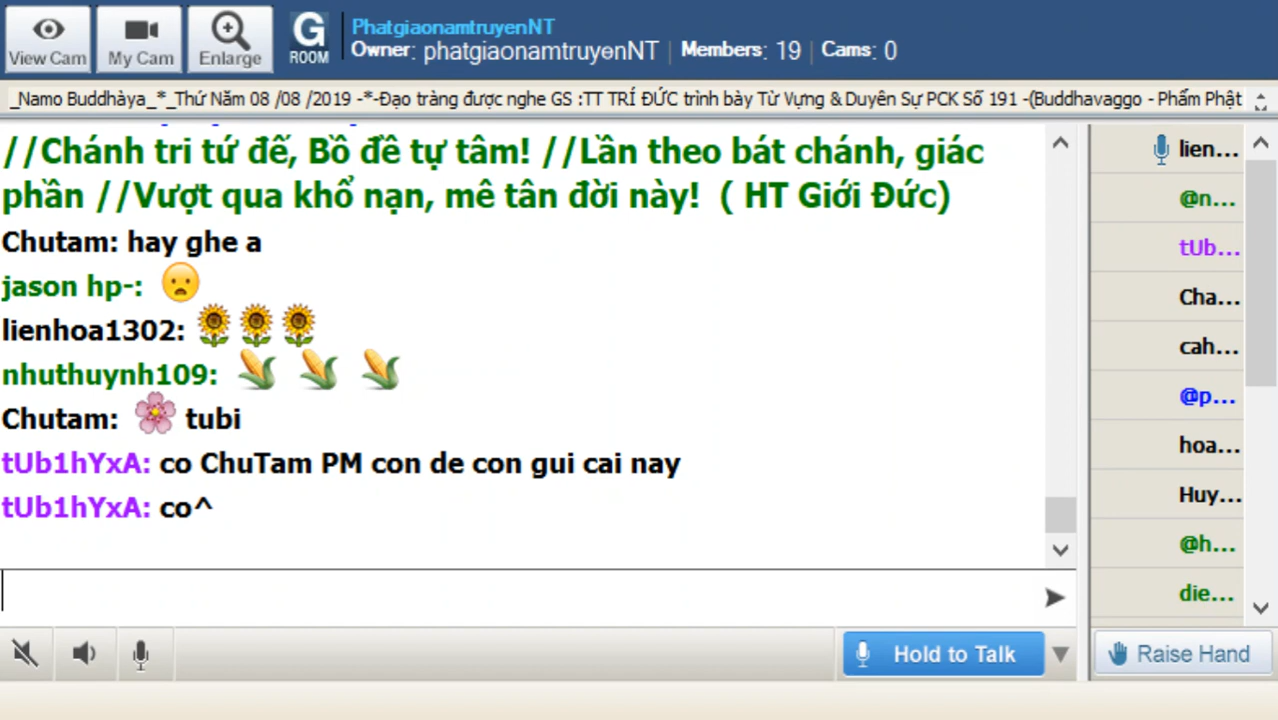 View Cam
My Cam
Enlarge
G
ROOM
PhatgiaonamtruyenNT
Owner: phatgiaonamtruyenNT | Members: 19 | Cams: 0
_Namo Buddhàya_*_Thứ Năm 08 /08 /2019 -*-Đạo tràng được nghe GS :TT TRÍ ĐỨC trình bày Từ Vựng & Duyên Sự PCK Số 191 -(Buddhavaggo - Phẩm Phật
//Chánh tri tứ đế, Bồ đề tự tâm! //Lần theo bát chánh, giác
phần //Vượt qua khổ nạn, mê tân đời này! ( HT Giới Đức)
Chutam: hay ghe a
jason hp-:
lienhoa1302:
nhuthuynh109:
Chutam: tubi
tUb1hYxA: co ChuTam PM con de con gui cai nay
tUb1hYxA: co^
lien...
@n...
tUb...
Cha...
cah...
@p...
hoa...
Huy...
@h...
die...
Hold to Talk
Raise Hand